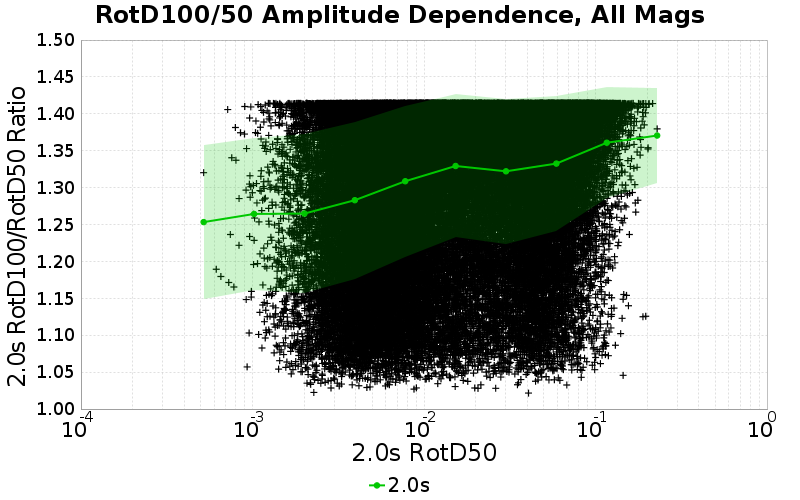 RotD100/50 Amplitude Dependence, All Mags
2.0s RotD100/RotD50 Ratio
1.50
1.45
1.40
1.35
1.30
1.25
1.20
1.15
1.10
1.05
1.00
10^-4 10^-3 10^-2 10^-1 10^0
2.0s RotD50
2.0s